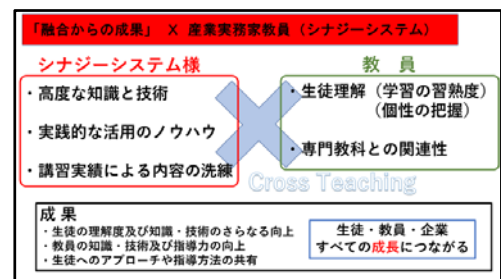 「融合からの成果」 × 産業実務家教員（シナジーシステム）
シナジーシステム様
・高度な知識と技術
・実践的な活用のノウハウ
・講習実績による内容の洗練
教 員
・生徒理解（学習の習熟度）
（個性の把握）
・専門教科との関連性
Cross Teaching
成果
・生徒の理解度及び知識・技術のさらなる向上
・教員の知識・技術及び指導力の向上
・生徒へのアプローチや指導方法の共有
生徒・教員・企業
すべての成長につながる